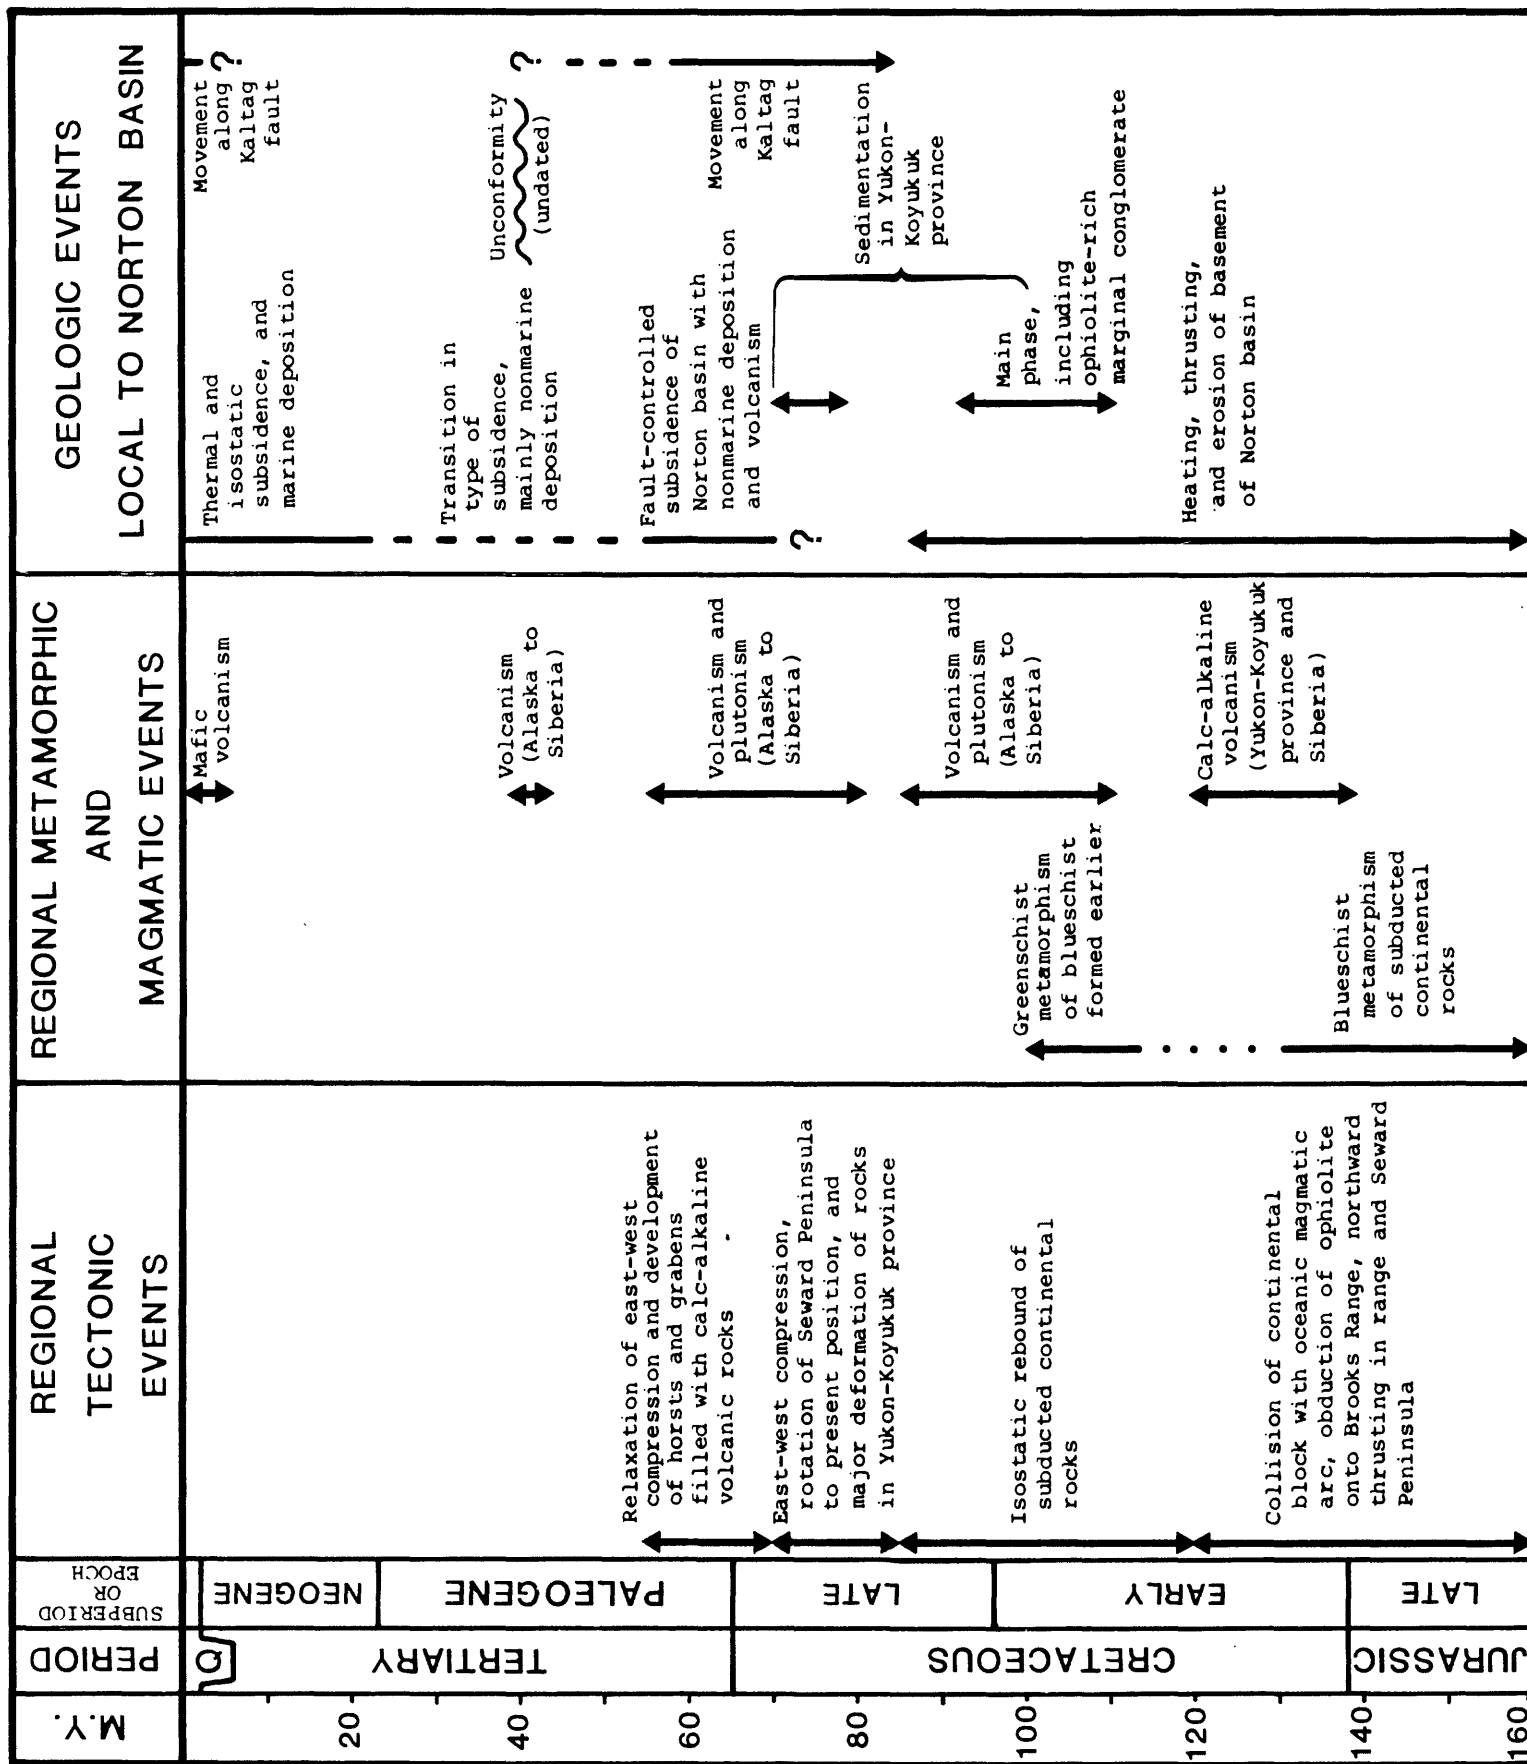 M.Y.
PERIOD
SUBPERIOD
OR
EPOCH
REGIONAL
TECTONIC
EVENTS
REGIONAL METAMORPHIC
AND
MAGMATIC EVENTS
GEOLOGIC EVENTS
LOCAL TO NORTON BASIN
20
40
60
80
100
120
140
160
Q
TERTIARY
CRETACEOUS
JURASSIC
NEOGENE
PALEOGENE
LATE
EARLY
LATE
Relaxation of east-west
compression and development
of horsts and grabens
filled with calc-alkaline
volcanic rocks
East-west compression,
rotation of Seward Peninsula
to present position, and
major deformation of rocks
in Yukon-Koyukuk province
Isostatic rebound of
subducted continental
rocks
Collision of continental
block with oceanic magmatic
arc, obduction of ophiolite
onto Brooks Range, northward
thrusting in range and Seward
Peninsula
Mafic
volcanism
Volcanism
(Alaska to
Siberia)
Volcanism and
plutonism
(Alaska to
Siberia)
Volcanism and
plutonism
(Alaska to
Siberia)
Calc-alkaline
volcanism
(Yukon-Koyukuk
province and
Siberia)
Greenschist
metamorphism
of blueschist
formed earlier
Blueschist
metamorphism
of subducted
continental
rocks
Thermal and
isostatic
subsidence, and
marine deposition
Transition in
type of
subsidence,
mainly nonmarine
deposition
Fault-controlled
subsidence of
Norton basin with
nonmarine deposition
and volcanism
?
Heating, thrusting,
and erosion of basement
of Norton basin
Movement
along
Kaltag
fault
?
Unconformity
(undated)
?
Movement
along
Kaltag
fault
Sedimentation
in Yukon-
Koyukuk
province
Main
phase,
including
ophiolite-rich
marginal conglomerate